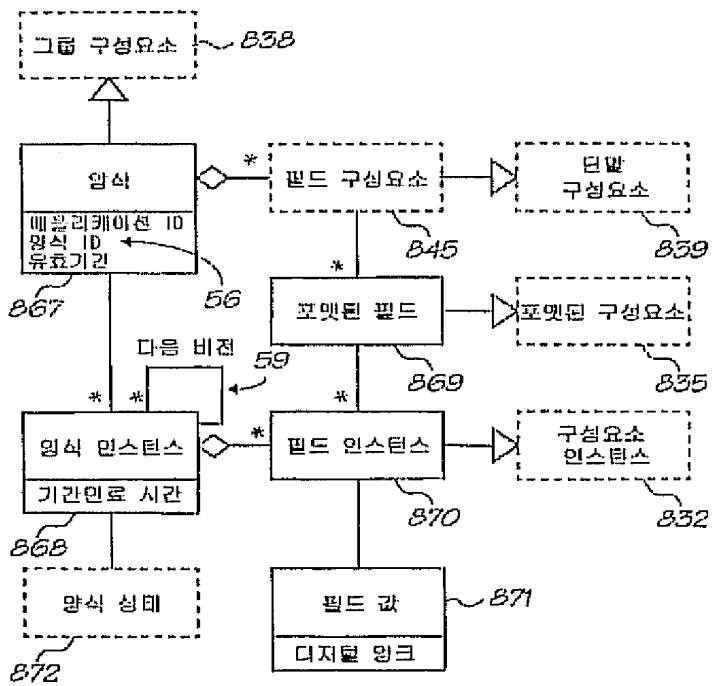 그룹 구성요소
838
양식
애플리케이션 ID
양식 ID
유효기간
867
56
*
필드 구성요소
845
단말
구성요소
839
*
포맷된 필드
869
포맷된 구성요소
835
다음 버전
59
*
*
*
양식 인스턴스
기간만료 시간
868
*
필드 인스턴스
870
구성요소
인스턴스
832
양식 상태
872
필드 값
디지털 잉크
871